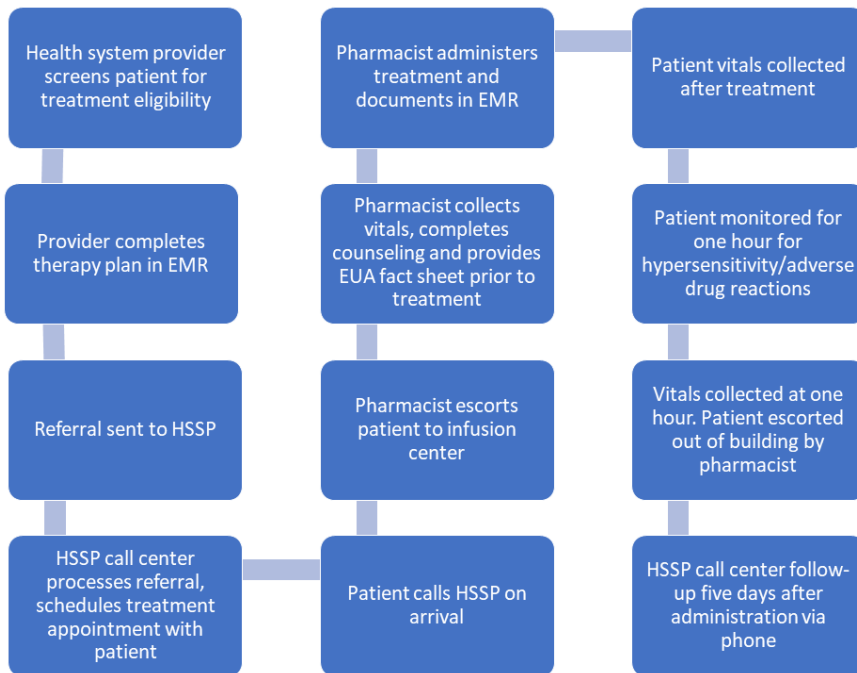 Health system provider
screens patient for
treatment eligibility
Provider completes
therapy plan in EMR
Referral sent to HSSP
HSSP call center
processes referral,
schedules treatment
appointment with
patient
Patient calls HSSP on
arrival
Pharmacist escorts
patient to infusion
center
Pharmacist collects
vitals, completes
counseling and provides
EUA fact sheet prior to
treatment
Pharmacist administers
treatment and
documents in EMR
Patient vitals collected
after treatment
Patient monitored for
one hour for
hypersensitivity/adverse
drug reactions
Vitals collected at one
hour. Patient escorted
out of building by
pharmacist
HSSP call center follow-
up five days after
administration via
phone